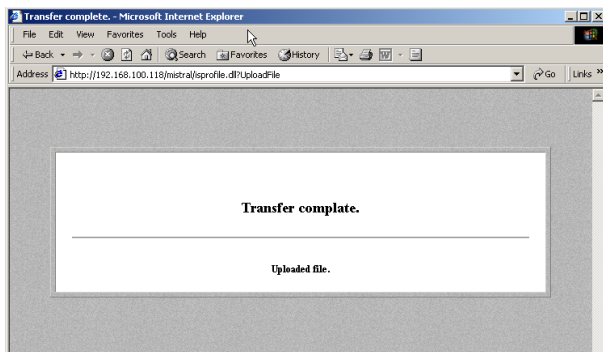 Transfer complete. - Microsoft Internet Explorer
File Edit View Favorites Tools Help
Back Search Favorites History
Address http://192.168.100.118/mistral/isprofile.dll?UploadFile Go Links »
Transfer complate.
Uploaded file.